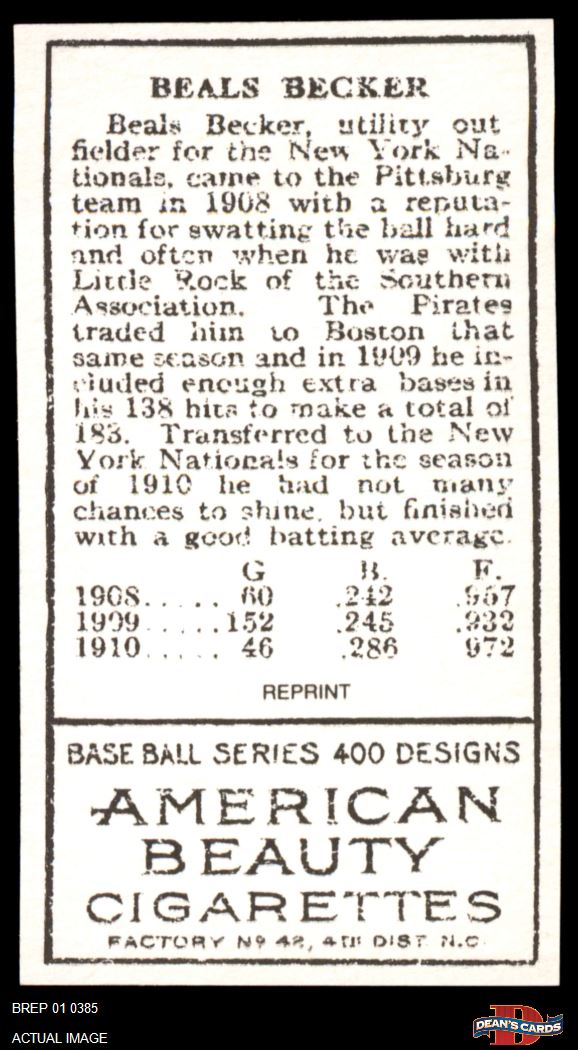 BEALS BECKER
Beals Becker, utility out
fielder for the New York Na-
tionals, came to the Pittsburg
team in 1908 with a reputa-
tion for swatting the ball hard
and often when he was with
Little Rock of the Southern
Association. The Pirates
traded him to Boston that
same season and in 1909 he in-
cluded enough extra bases in
his 138 hits to make a total of
183. Transferred to the New
York Nationals for the season
of 1910 he had not many
chances to shine, but finished
with a good batting average.
G B. F.
1908...... 60 .242 .957
1909......152 .245 .932
1910...... 46 .286 972
REPRINT
BASE BALL SERIES 400 DESIGNS
AMERICAN
BEAUTY
CIGARETTES
FACTORY Nº 42, 4TH DIST. N.C.
BREP 01 0385
ACTUAL IMAGE
D
DEAN'S CARDS